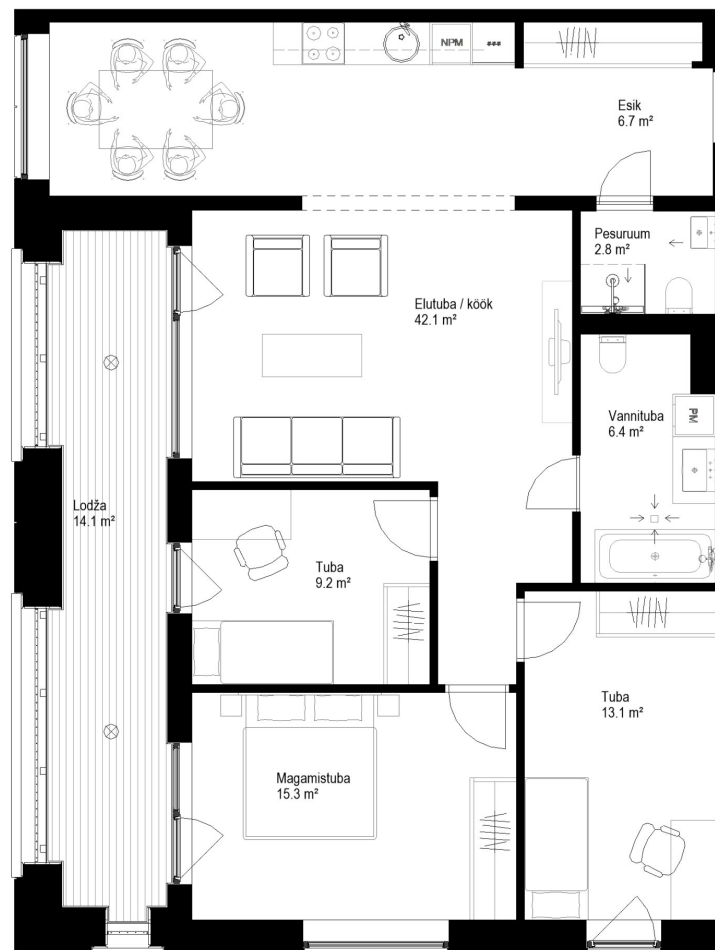 NPM
Esik
6.7 m²
Pesuruum
2.8 m²
Elutuba / köök
42.1 m²
Vannituba
6.4 m²
PM
Lodža
14.1 m²
Tuba
9.2 m²
Tuba
13.1 m²
Magamistuba
15.3 m²